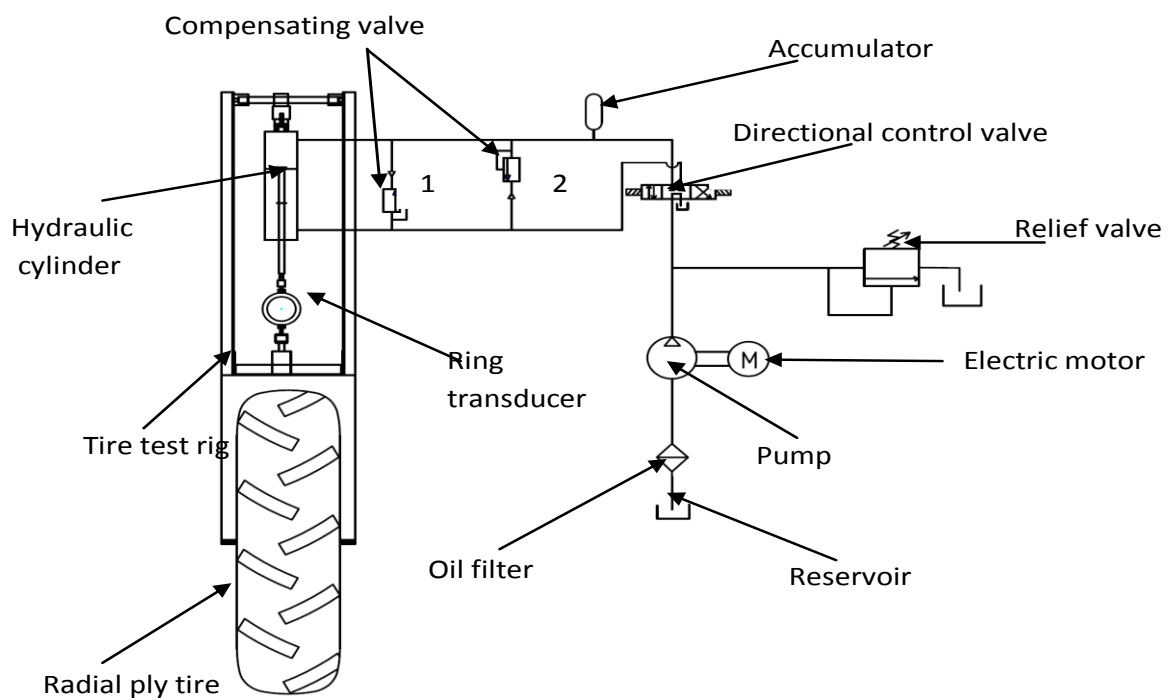 Compensating valve
Accumulator
Directional control valve
1
2
Hydraulic
cylinder
Relief valve
Ring
transducer
M
Electric motor
Tire test rig
Pump
Oil filter
Reservoir
Radial ply tire